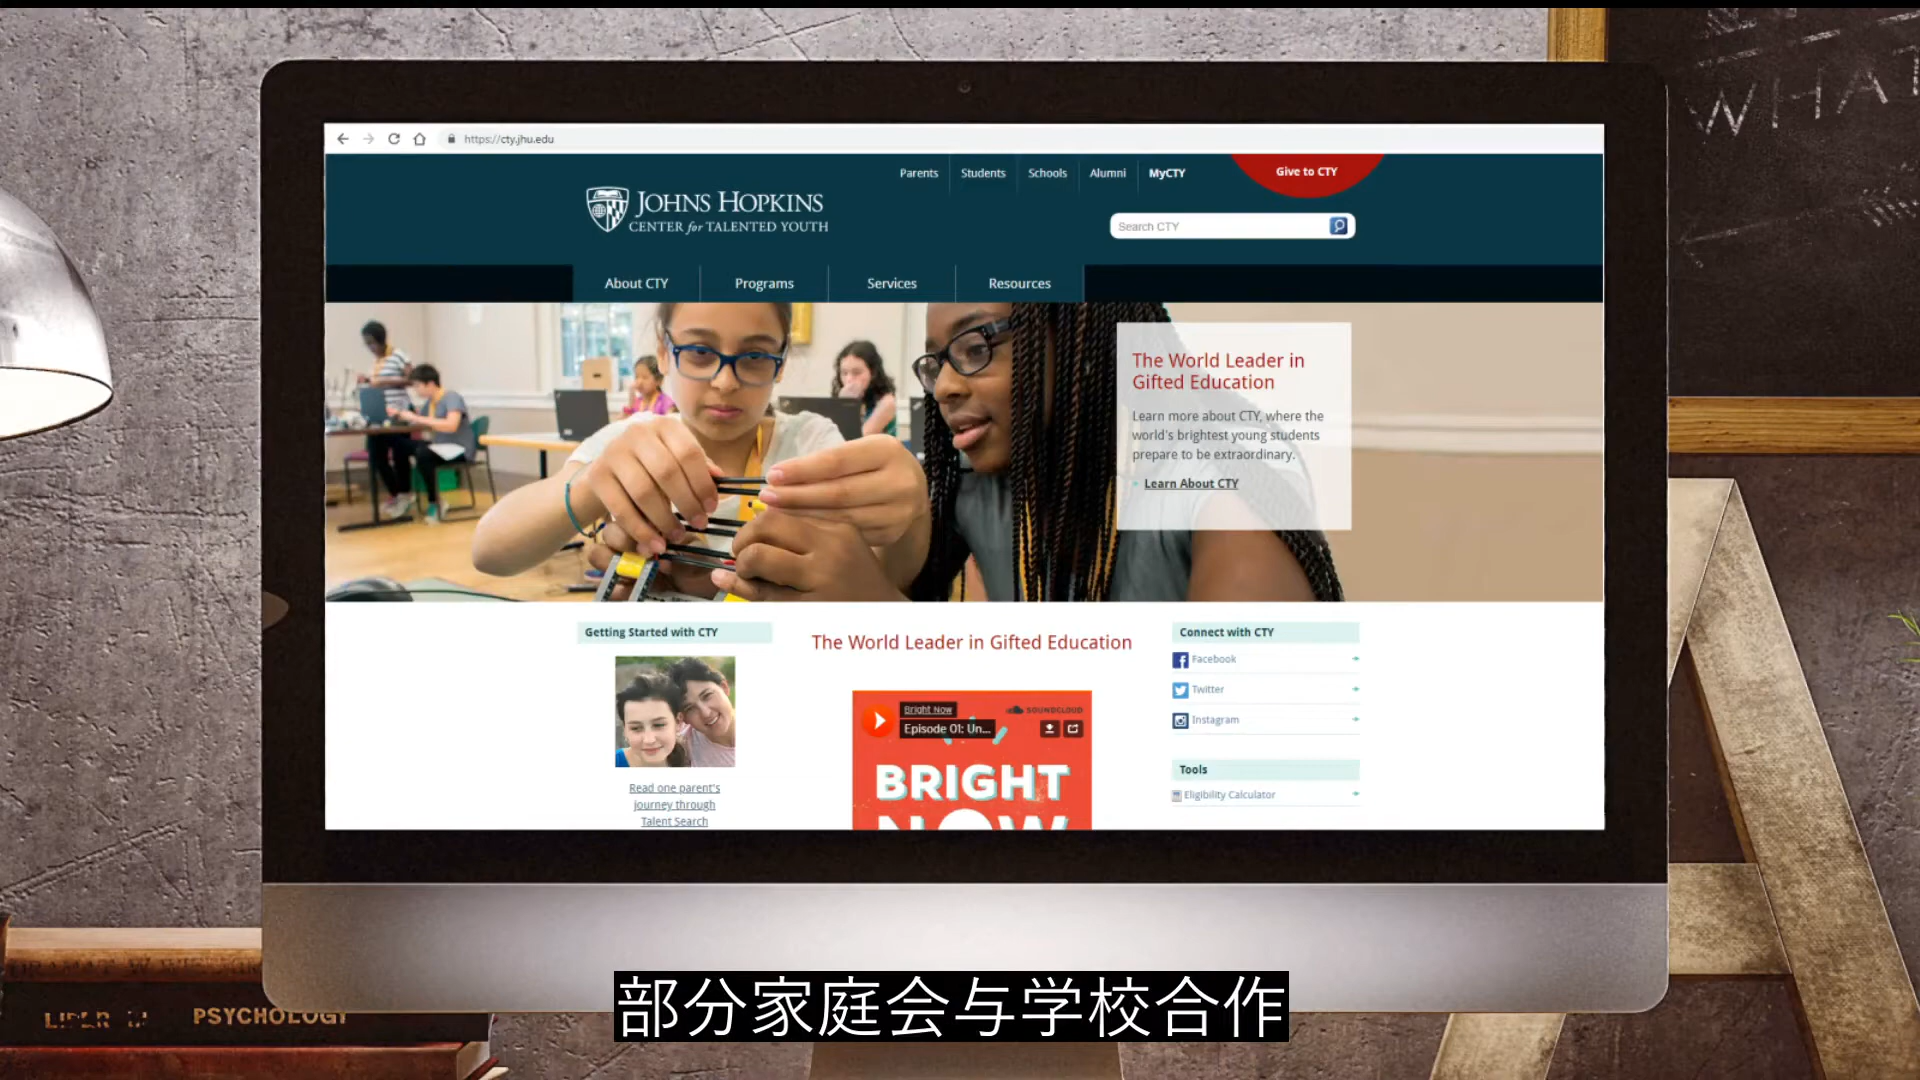 WHAT
https://cty.jhu.edu
Parents
Students
Schools
Alumni
MyCTY
Give to CTY
JOHNS HOPKINS
CENTER for TALENTED YOUTH
Search CTY
About CTY
Programs
Services
Resources
The World Leader in
Gifted Education
Learn more about CTY, where the
world's brightest young students
prepare to be extraordinary.
Learn About CTY
Getting Started with CTY
Read one parent's
journey through
Talent Search
The World Leader in Gifted Education
Bright Now
SOUNDCLOUD
Episode 01: Un...
BRIGHT
NOW
Connect with CTY
Facebook
Twitter
Instagram
Tools
Eligibility Calculator
PSYCHOLOGY
部分家庭会与学校合作